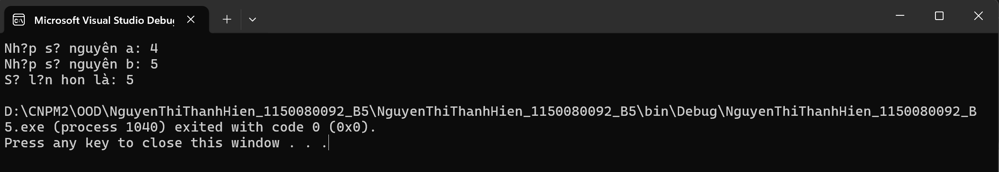 Microsoft Visual Studio Debug
Nh?p s? nguyên a: 4
Nh?p s? nguyên b: 5
S? l?n hon là: 5
D:\CNPM2\OOD\NguyenThiThanhHien_1150080092_B5\NguyenThiThanhHien_1150080092_B5\bin\Debug\NguyenThiThanhHien_1150080092_B
5.exe (process 1040) exited with code 0 (0x0).
Press any key to close this window . . .